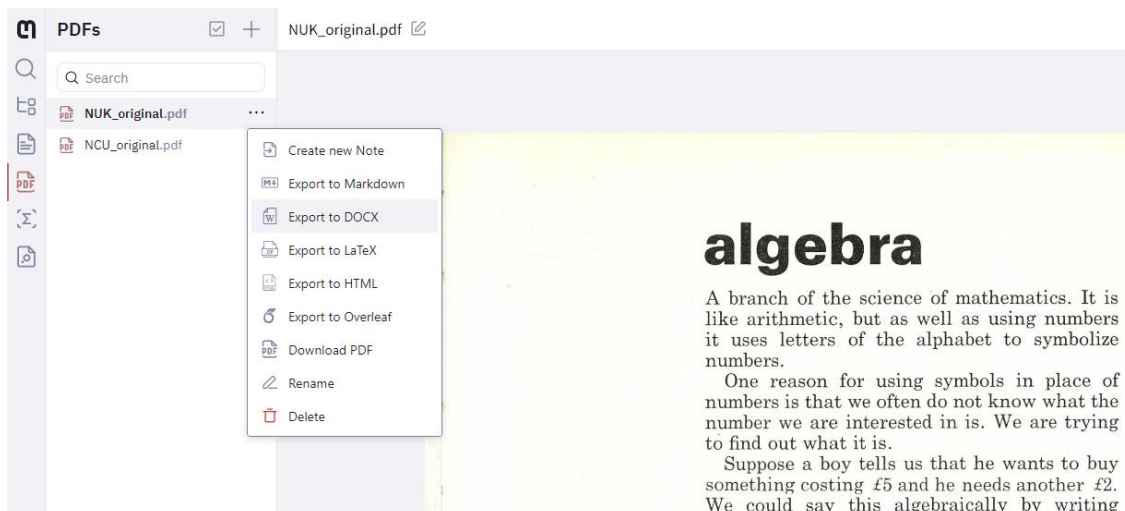 PDFs
NUK_original.pdf
Search
NUK_original.pdf
NCU_original.pdf
Create new Note
Export to Markdown
Export to DOCX
Export to LaTeX
Export to HTML
Export to Overleaf
PDF Download PDF
Rename
Delete
PDF
algebra
A branch of the science of mathematics. It is
like arithmetic, but as well as using numbers
it uses letters of the alphabet to symbolize
numbers.
One reason for using symbols in place of
numbers is that we often do not know what the
number we are interested in is. We are trying
to find out what it is.
Suppose a boy tells us that he wants to buy
something costing £5 and he needs another £2.
We could say this algebraically by writing